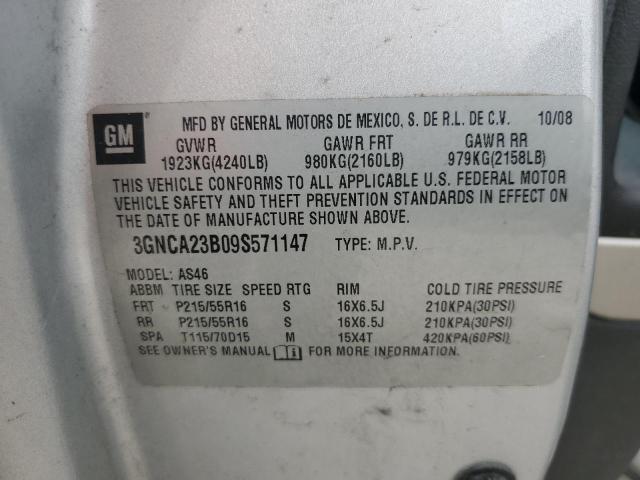 GM
MFD BY GENERAL MOTORS DE MEXICO, S. DE R.L. DE C.V. 10/08
GVWR GAWR FRT GAWR RR
1923KG(4240LB) 980KG(2160LB) 979KG(2158LB)
THIS VEHICLE CONFORMS TO ALL APPLICABLE U.S. FEDERAL MOTOR
VEHICLE SAFETY AND THEFT PREVENTION STANDARDS IN EFFECT ON
THE DATE OF MANUFACTURE SHOWN ABOVE.
3GNCA23B09S571147 TYPE: M.P.V.
MODEL: AS46
ABBM TIRE SIZE SPEED RTG RIM COLD TIRE PRESSURE
FRT P215/55R16 S 16X6.5J 210KPA(30PSI)
RR P215/55R16 S 16X6.5J 210KPA(30PSI)
SPA T115/70D15 M 15X4T 420KPA(60PSI)
SEE OWNER'S MANUAL FOR MORE INFORMATION.